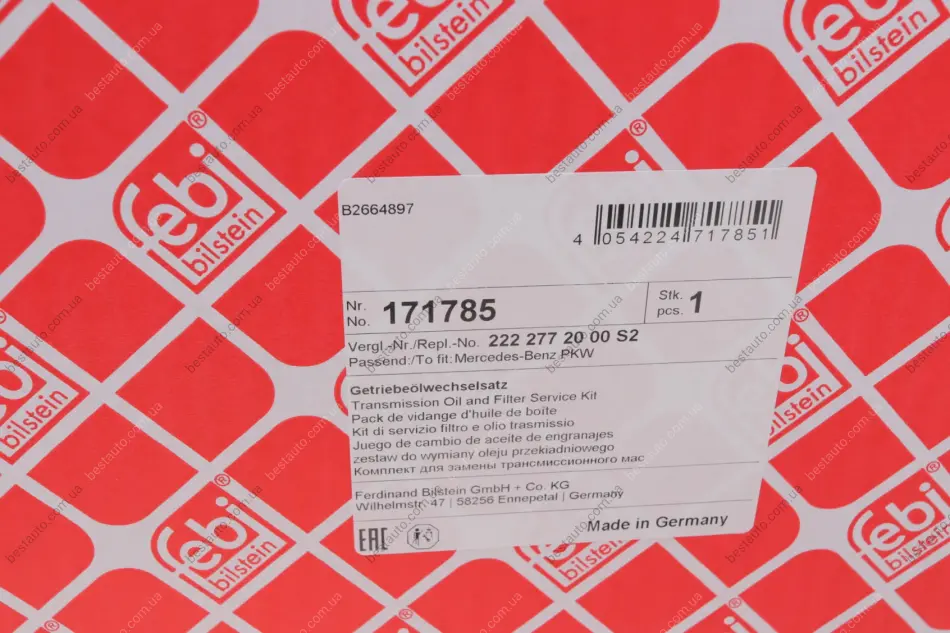 febi
bilstein
B2664897
4 054224 717851
Nr.
No. 171785
Stk.
pcs. 1
Vergl.-Nr./Repl.-No. 222 277 20 00 S2
Passend:/To fit: Mercedes-Benz PKW
Getriebeölwechselsatz
Transmission Oil and Filter Service Kit
Pack de vidange d'huile de boîte
Kit di servizio filtro e olio trasmissio
Juego de cambio de aceite de engranajes
zestaw do wymiany oleju przekładniowego
Комплект для замены трансмиссионного мас
Ferdinand Bilstein GmbH + Co. KG
Wilhelmstr. 47 | 58256 Ennepetal | Germany
EAC
Made in Germany
bestauto.com.ua